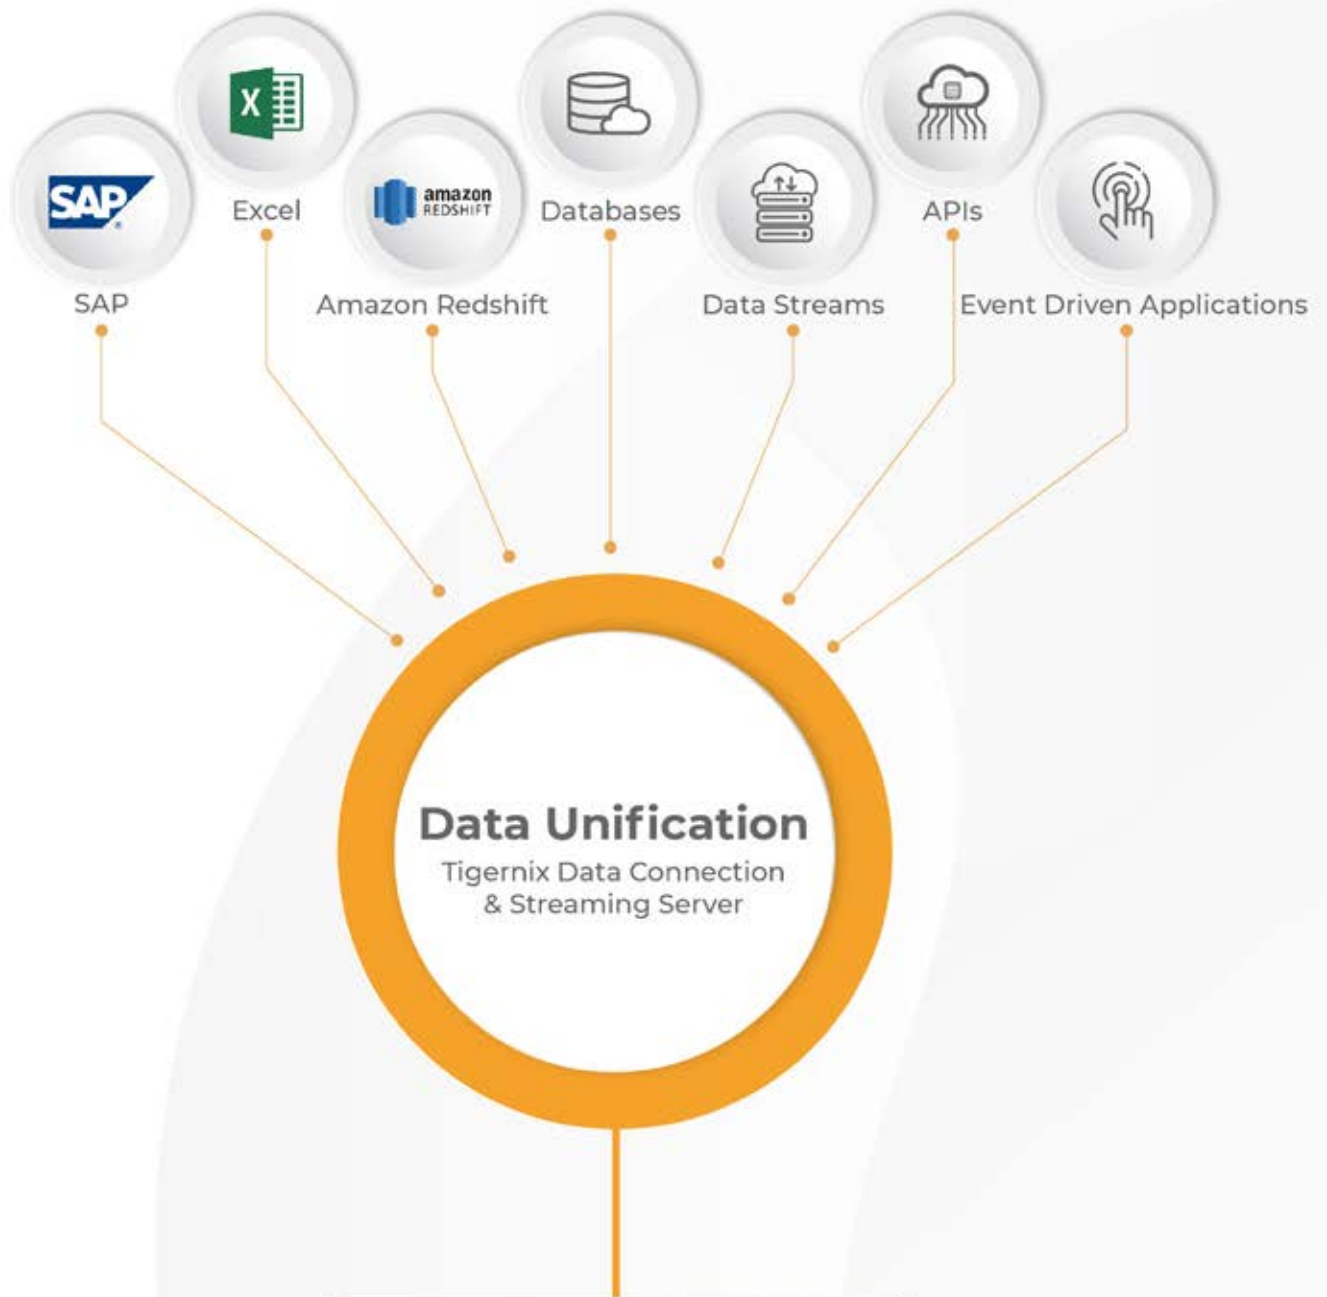 SAP
X
amazon
REDSHIFT
Excel
Databases
APIs
SAP
Amazon Redshift
Data Streams
Event Driven Applications
Data Unification
Tigernix Data Connection
& Streaming Server